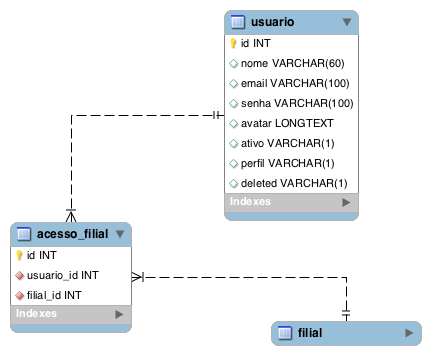 usuario
id INT
nome VARCHAR(60)
email VARCHAR(100)
senha VARCHAR(100)
avatar LONGTEXT
ativo VARCHAR(1)
perfil VARCHAR(1)
deleted VARCHAR(1)
Indexes
acesso_filial
id INT
usuario_id INT
filial_id INT
Indexes
filial